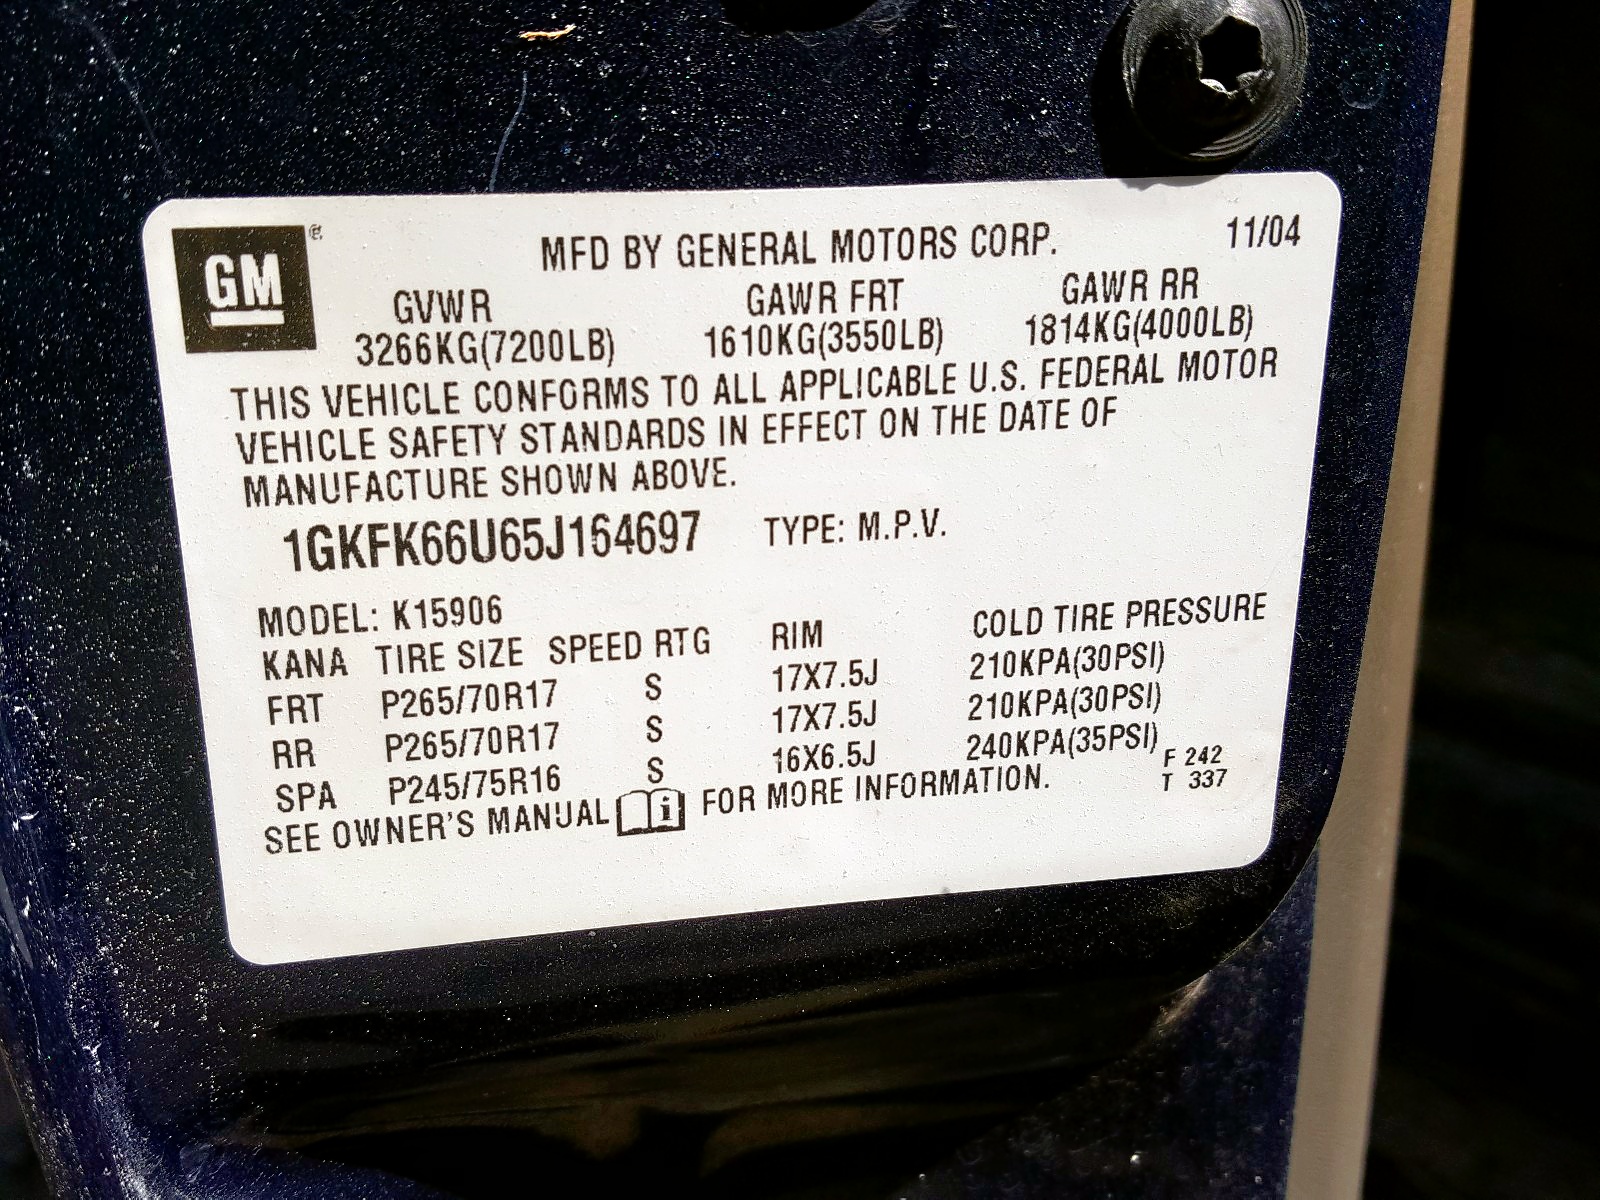 GM
MFD BY GENERAL MOTORS CORP. 11/04
GVWR GAWR FRT GAWR RR
3266KG(7200LB) 1610KG(3550LB) 1814KG(4000LB)
THIS VEHICLE CONFORMS TO ALL APPLICABLE U.S. FEDERAL MOTOR
VEHICLE SAFETY STANDARDS IN EFFECT ON THE DATE OF
MANUFACTURE SHOWN ABOVE.
1GKFK66U65J164697 TYPE: M.P.V.
MODEL: K15906
KANA TIRE SIZE SPEED RTG RIM COLD TIRE PRESSURE
FRT P265/70R17 S 17X7.5J 210KPA(30PSI)
RR P265/70R17 S 17X7.5J 210KPA(30PSI)
SPA P245/75R16 S 16X6.5J 240KPA(35PSI)
SEE OWNER'S MANUAL i FOR MORE INFORMATION.
F 242
T 337